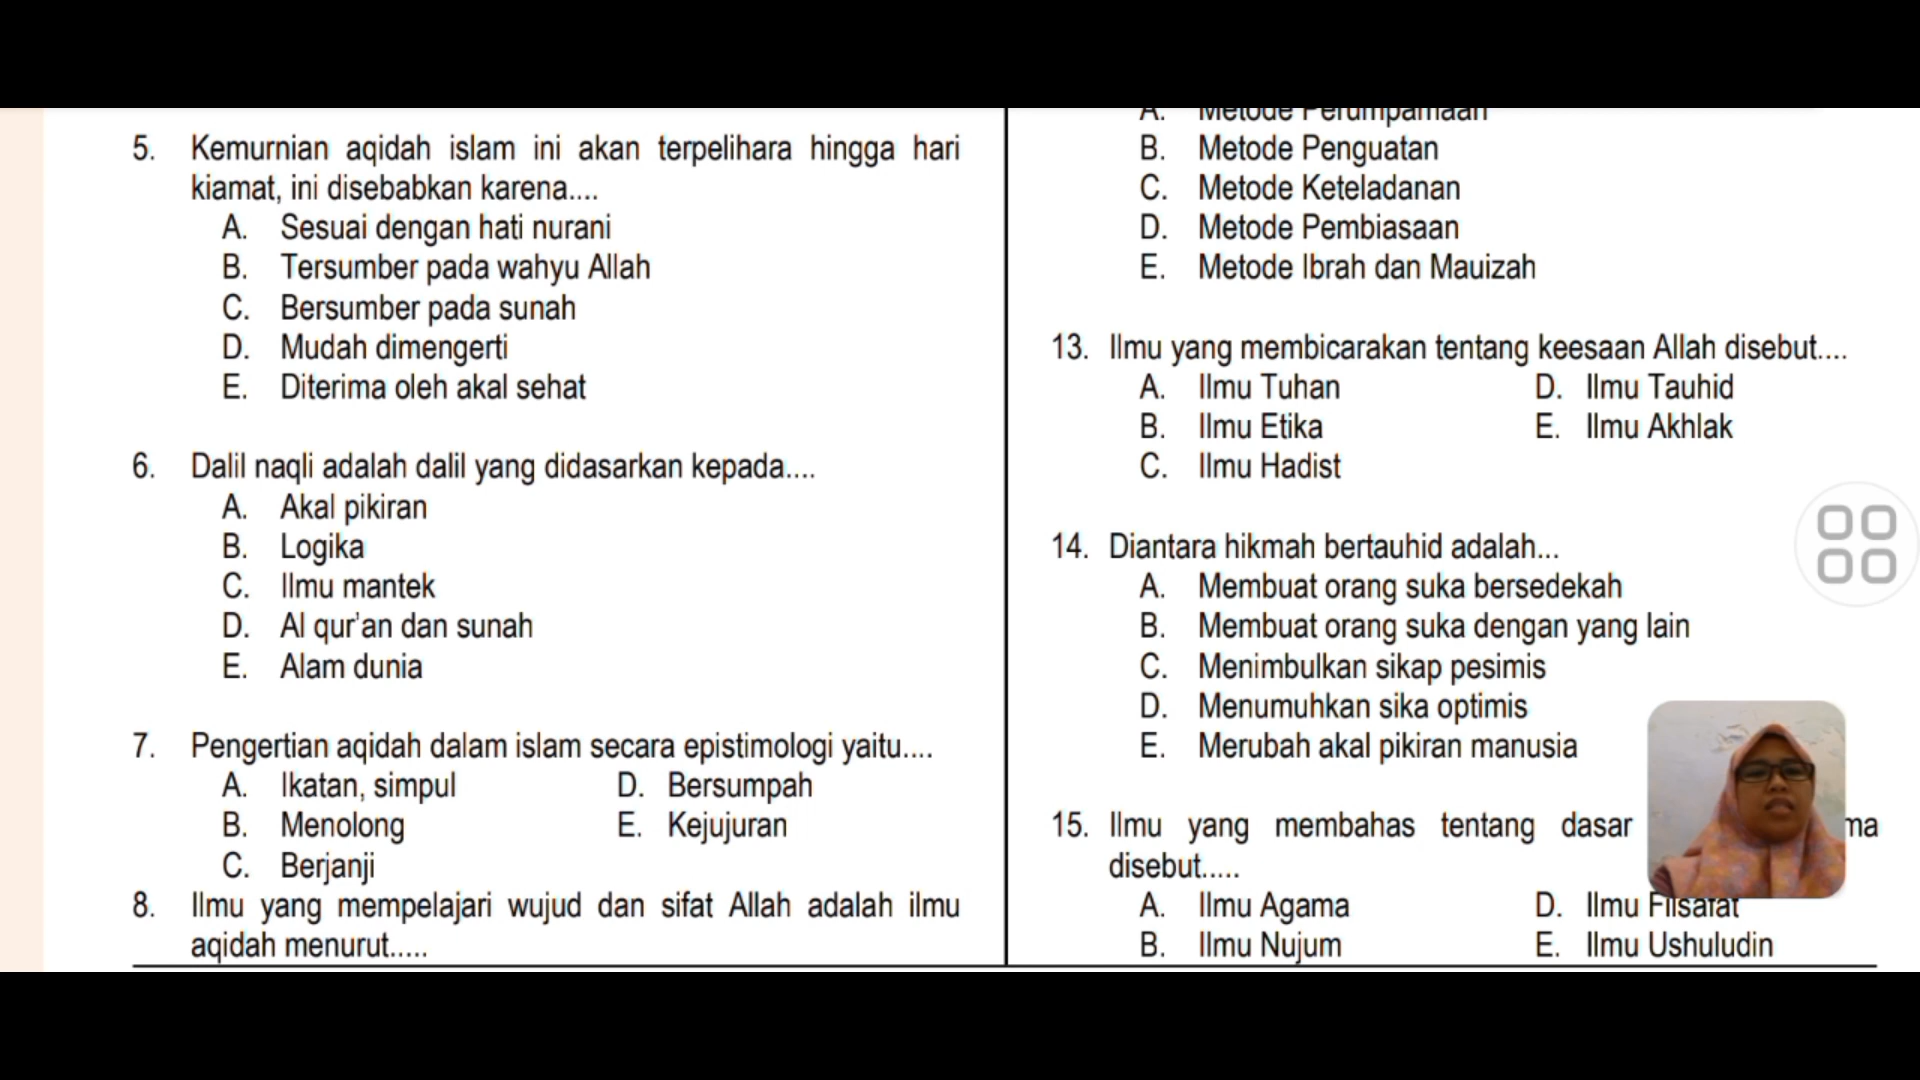 5. Kemurnian aqidah islam ini akan terpelihara hingga hari
kiamat, ini disebabkan karena....
A. Sesuai dengan hati nurani
B. Tersumber pada wahyu Allah
C. Bersumber pada sunah
D. Mudah dimengerti
E. Diterima oleh akal sehat
6. Dalil naqli adalah dalil yang didasarkan kepada....
A. Akal pikiran
B. Logika
C. Ilmu mantek
D. Al qur'an dan sunah
E. Alam dunia
7. Pengertian aqidah dalam islam secara epistimologi yaitu....
A. Ikatan, simpul D. Bersumpah
B. Menolong E. Kejujuran
C. Berjanji
8. Ilmu yang mempelajari wujud dan sifat Allah adalah ilmu
aqidah menurut.....
A. Metode Perumpamaan
B. Metode Penguatan
C. Metode Keteladanan
D. Metode Pembiasaan
E. Metode Ibrah dan Mauizah
13. Ilmu yang membicarakan tentang keesaan Allah disebut....
A. Ilmu Tuhan D. Ilmu Tauhid
B. Ilmu Etika E. Ilmu Akhlak
C. Ilmu Hadist
14. Diantara hikmah bertauhid adalah...
A. Membuat orang suka bersedekah
B. Membuat orang suka dengan yang lain
C. Menimbulkan sikap pesimis
D. Menumuhkan sika optimis
E. Merubah akal pikiran manusia
15. Ilmu yang membahas tentang dasar
disebut.....
A. Ilmu Agama D. Ilmu Filsafat
B. Ilmu Nujum E. Ilmu Ushuludin